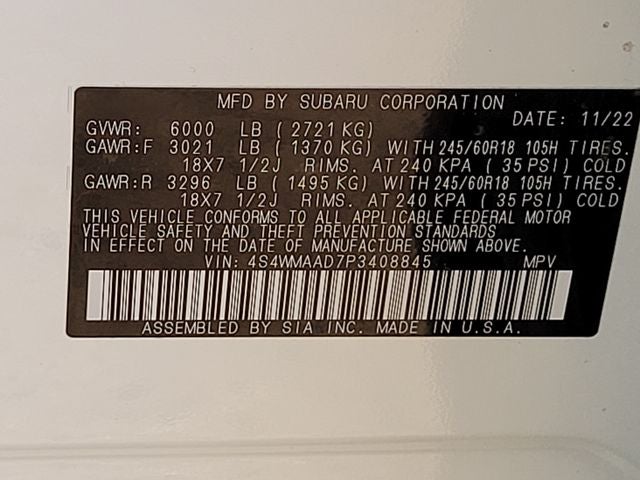 MFD BY SUBARU CORPORATION
DATE: 11/22
GVWR: 6000 LB ( 2721 KG)
GAWR:F 3021 LB ( 1370 KG) WITH 245/60R18 105H TIRES.
18X7 1/2J RIMS. AT 240 KPA ( 35 PSI) COLD
GAWR:R 3296 LB ( 1495 KG) WITH 245/60R18 105H TIRES.
18X7 1/2J RIMS. AT 240 KPA ( 35 PSI) COLD
THIS VEHICLE CONFORMS TO ALL APPLICABLE FEDERAL MOTOR
VEHICLE SAFETY AND THEFT PREVENTION STANDARDS
IN EFFECT ON THE DATE OF MANUFACTURE SHOWN ABOVE.
VIN: 4S4WMAAD7P3408845 MPV
ASSEMBLED BY SIA INC. MADE IN U.S.A.